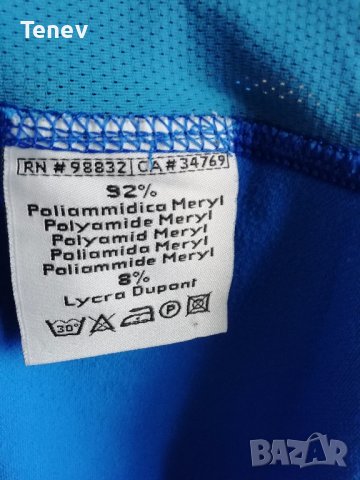 Tenev
RN # 98832 CA # 34769
92%
Poliammidica Meryl
Polyamide Meryl
Polyamid Meryl
Poliamida Meryl
Poliammide Meryl
8%
Lycra Dupont
30°
P
BAZAR